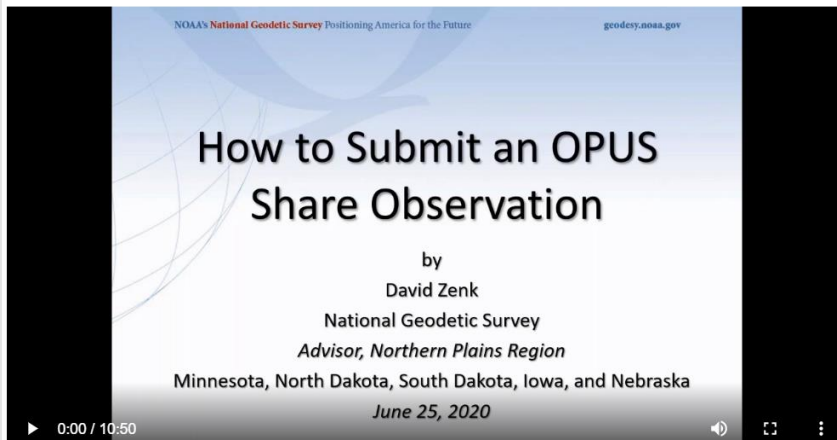 NOAA's National Geodetic Survey Positioning America for the Future geodesy.noaa.gov
How to Submit an OPUS
Share Observation
by
David Zenk
National Geodetic Survey
Advisor, Northern Plains Region
Minnesota, North Dakota, South Dakota, Iowa, and Nebraska
June 25, 2020
0:00 / 10:50